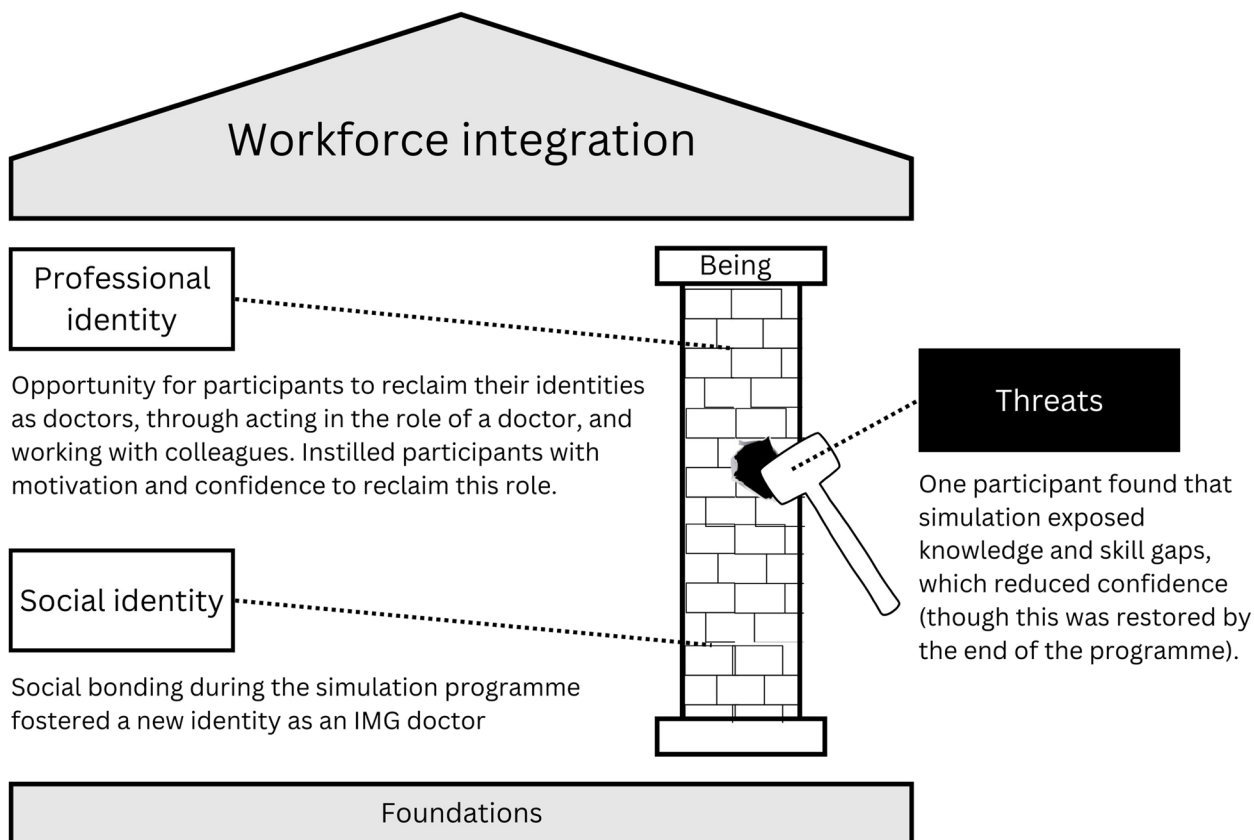 Workforce integration
Professional
identity
Being
Opportunity for participants to reclaim their identities
as doctors, through acting in the role of a doctor, and
working with colleagues. Instilled participants with
motivation and confidence to reclaim this role.
Threats
One participant found that
simulation exposed
knowledge and skill gaps,
which reduced confidence
(though this was restored by
the end of the programme).
Social identity
Social bonding during the simulation programme
fostered a new identity as an IMG doctor
Foundations